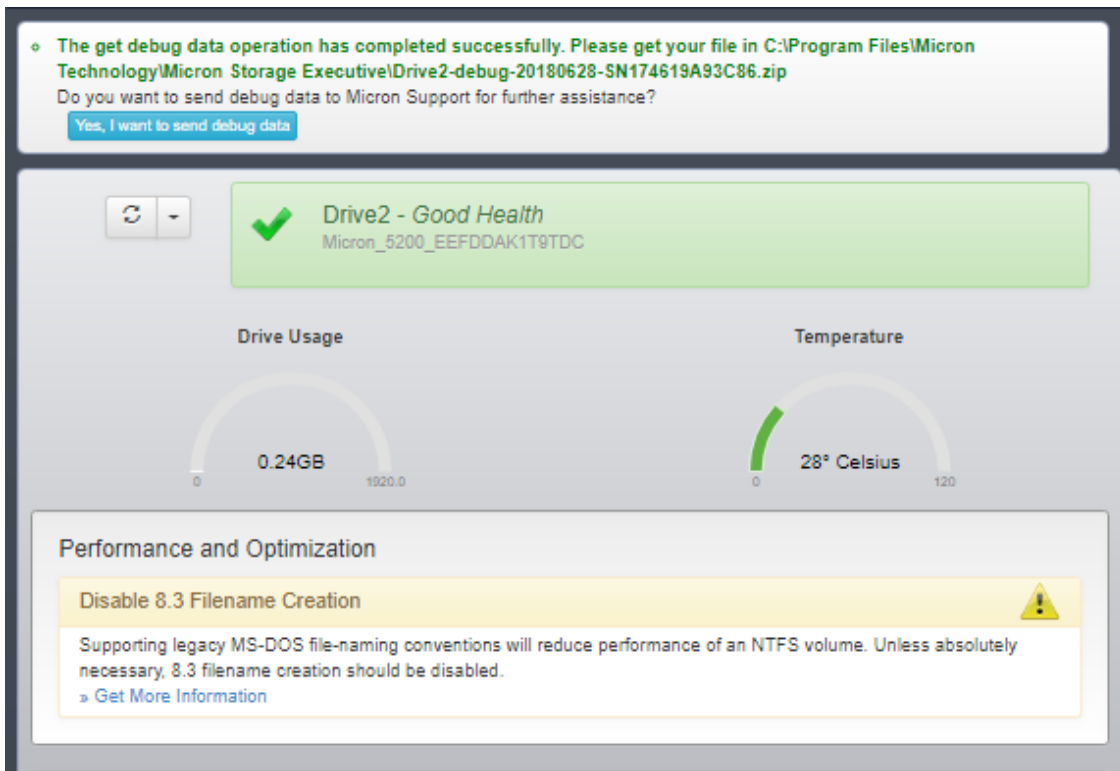 The get debug data operation has completed successfully. Please get your file in C:\Program Files\Micron
Technology\Micron Storage Executive\Drive2-debug-20180628-SN174619A93C86.zip
Do you want to send debug data to Micron Support for further assistance?
Yes, I want to send debug data
Drive2 - Good Health
Micron_5200_EEFDDAK1T9TDC
Drive Usage
Temperature
0.24GB
0
1920.0
28° Celsius
0
120
Performance and Optimization
Disable 8.3 Filename Creation
Supporting legacy MS-DOS file-naming conventions will reduce performance of an NTFS volume. Unless absolutely
necessary, 8.3 filename creation should be disabled.
» Get More Information